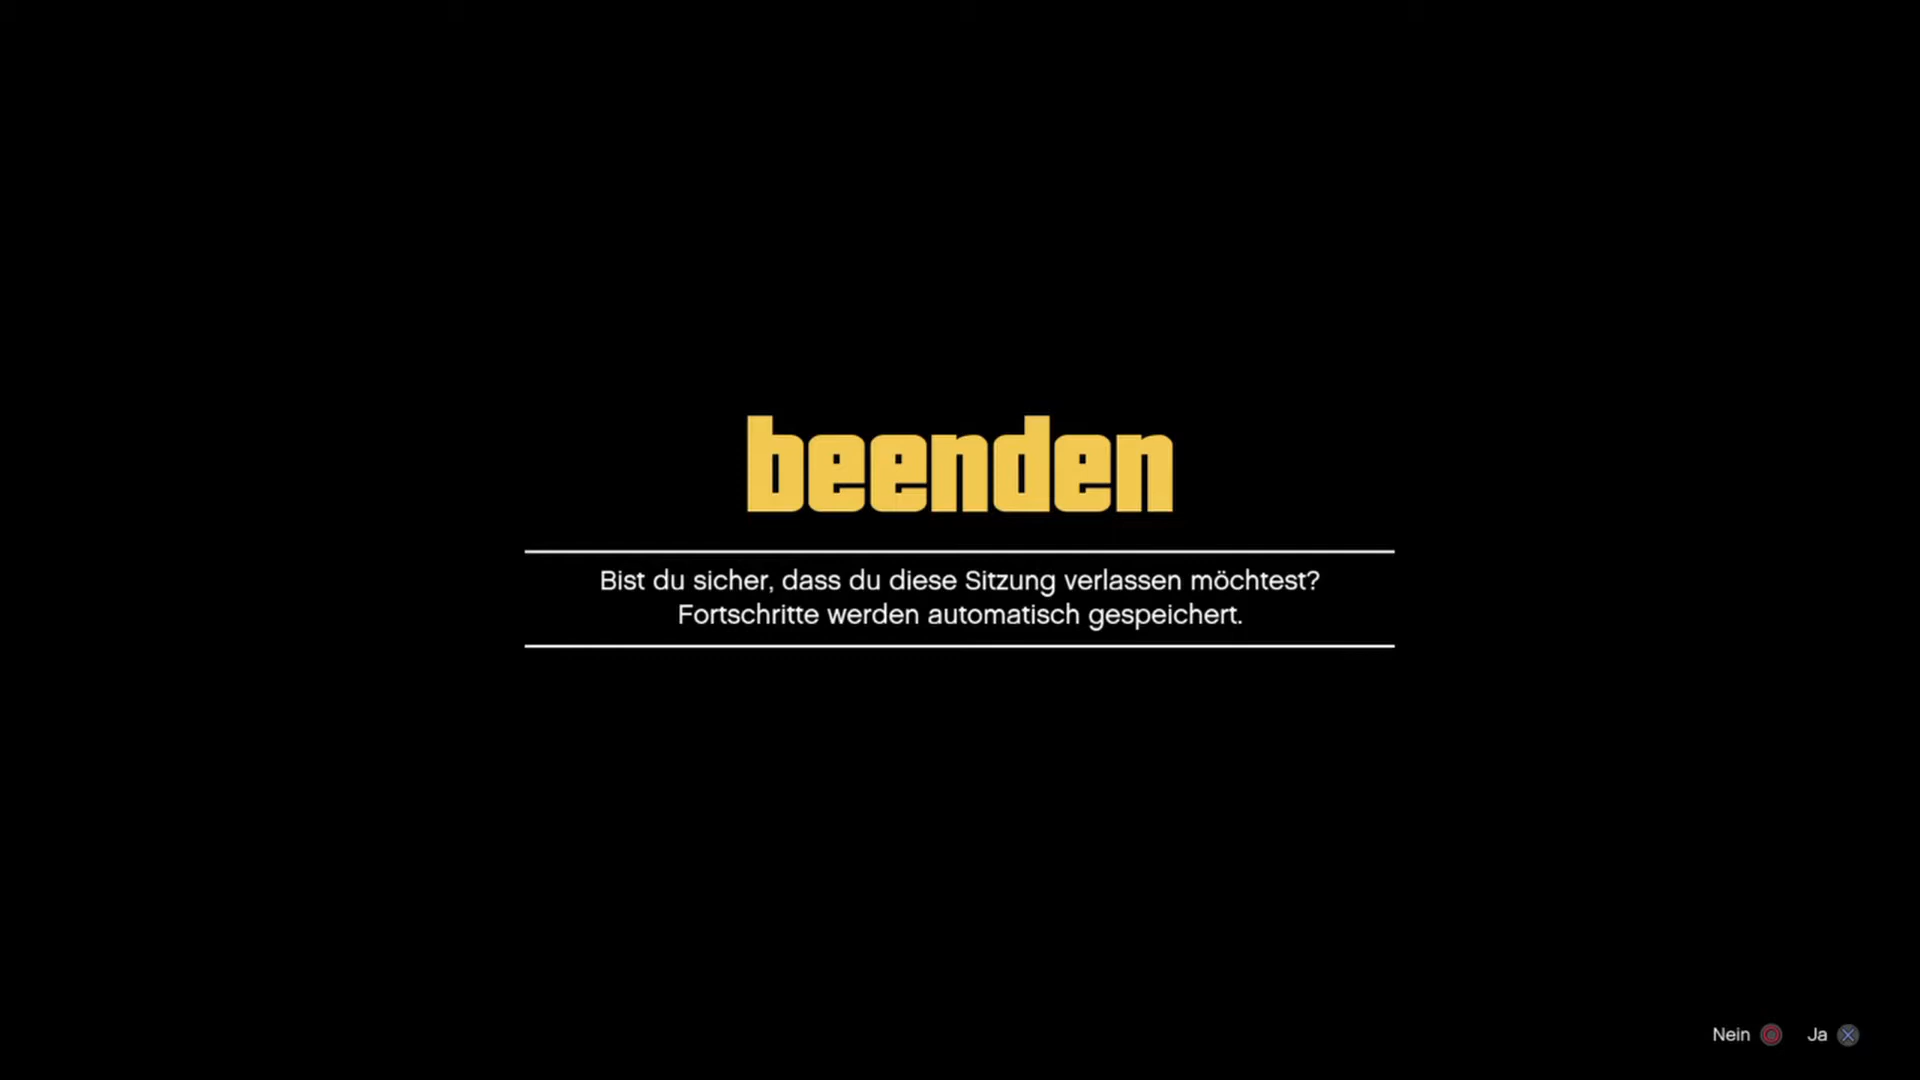 beenden
Bist du sicher, dass du diese Sitzung verlassen möchtest?
Fortschritte werden automatisch gespeichert.
Nein Ja